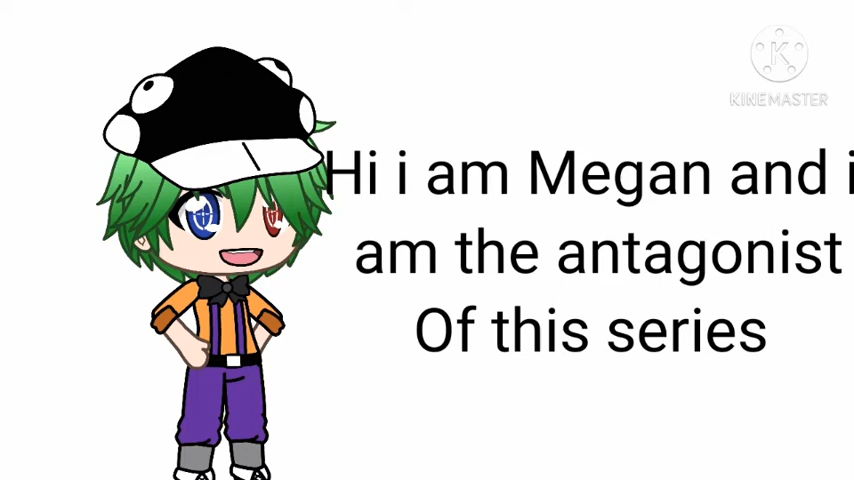 KINEMASTER
Hi i am Megan and i
am the antagonist
Of this series